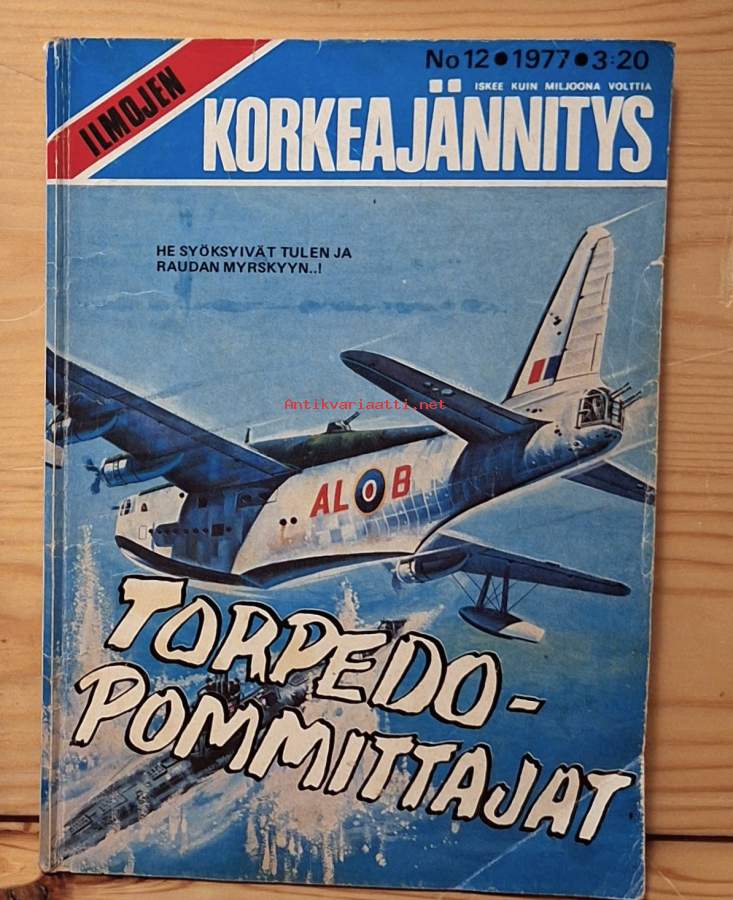 No 12 • 1977 • 3:20
ISKEE KUIN MILJOONA VOLTTIA
ILMOJEN
KORKEAJÄNNITYS
HE SYÖKSYIVÄT TULEN JA
RAUDAN MYRSKYYN..!
Antikvariaatti.net
AL B
TORPEDO-
POMMITTAJAT